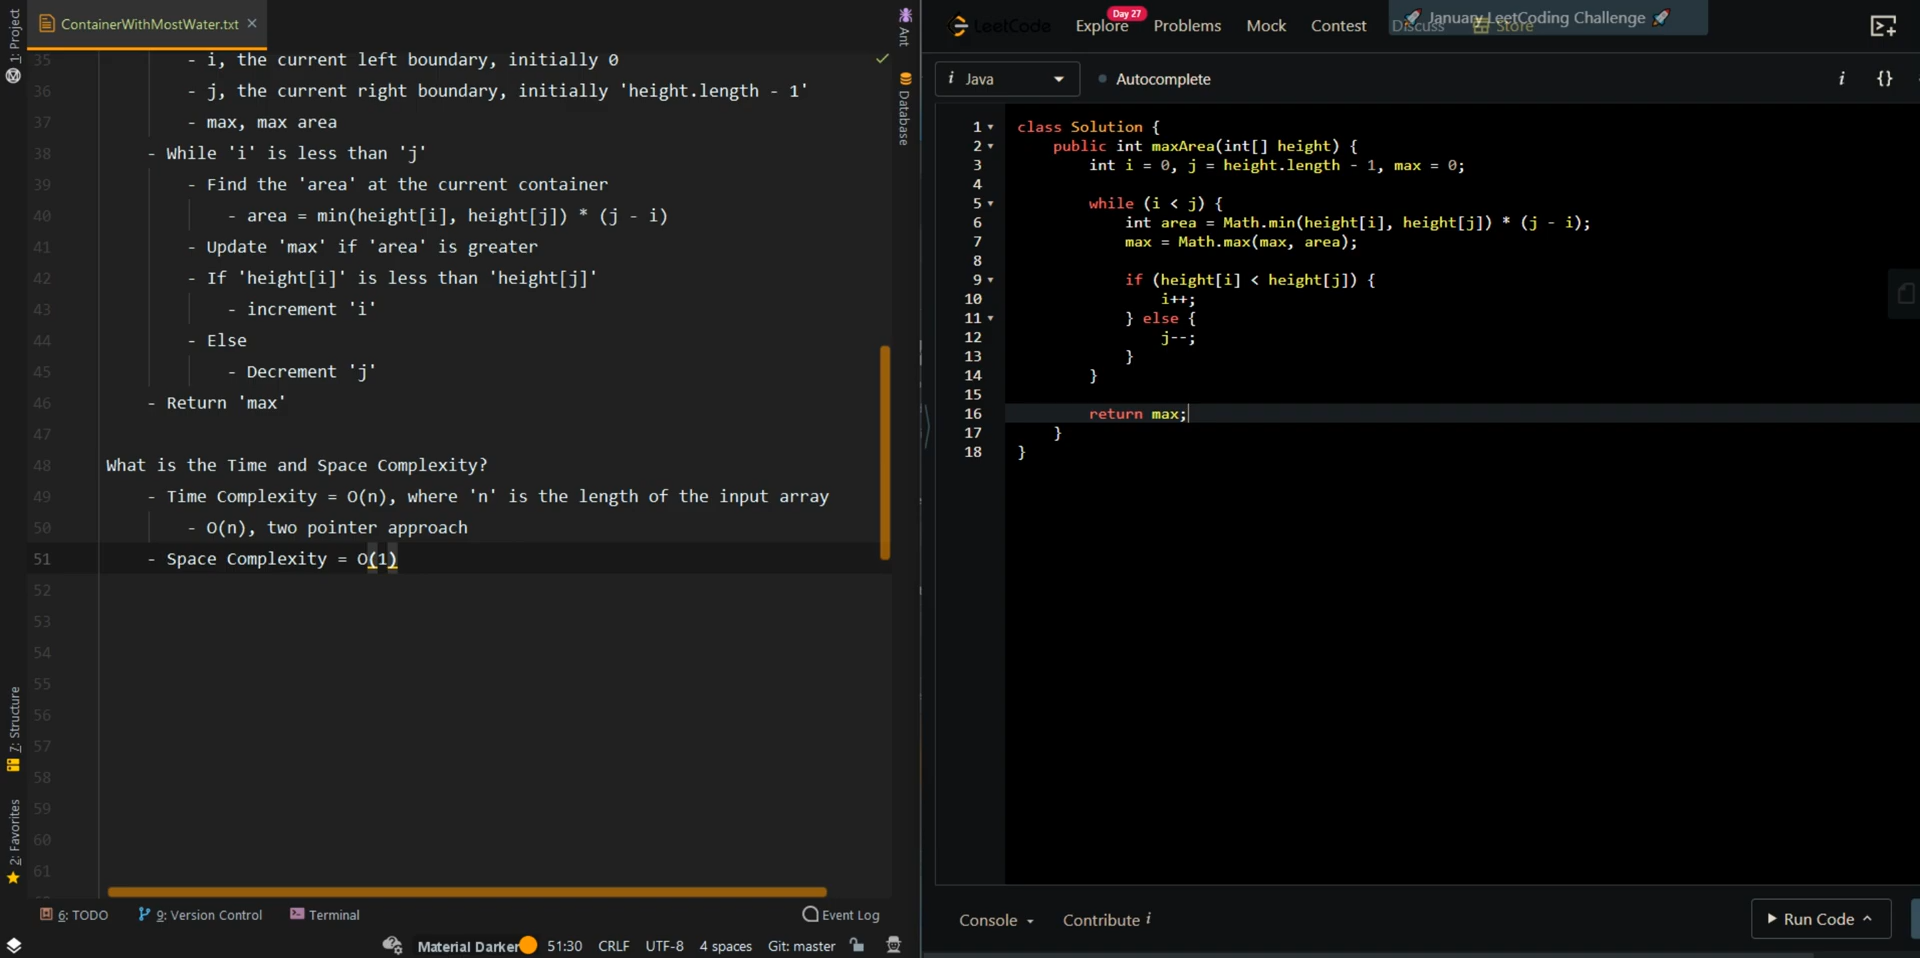 1: Project
ContainerWithMostWater.txt ×
35 - i, the current left boundary, initially 0
36 - j, the current right boundary, initially 'height.length - 1'
37 - max, max area
38 - While 'i' is less than 'j'
39 - Find the 'area' at the current container
40 - area = min(height[i], height[j]) * (j - i)
41 - Update 'max' if 'area' is greater
42 - If 'height[i]' is less than 'height[j]'
43 - increment 'i'
44 - Else
45 - Decrement 'j'
46 - Return 'max'
47
48 What is the Time and Space Complexity?
49 - Time Complexity = O(n), where 'n' is the length of the input array
50 - O(n), two pointer approach
51 - Space Complexity = O(1)
52
53
54
55
56
57
58
59
60
61
7: Structure
2: Favorites
Ant
Database
6: TODO 9: Version Control Terminal Event Log
Material Darker 51:30 CRLF UTF-8 4 spaces Git: master
LeetCode Explore Day 27 Problems Mock Contest Discuss Store
🚀 January LeetCoding Challenge 🚀
i Java Autocomplete i {}
1 class Solution {
2 public int maxArea(int[] height) {
3 int i = 0, j = height.length - 1, max = 0;
4
5 while (i < j) {
6 int area = Math.min(height[i], height[j]) * (j - i);
7 max = Math.max(max, area);
8
9 if (height[i] < height[j]) {
10 i++;
11 } else {
12 j--;
13 }
14 }
15
16 return max;
17 }
18 }
Console Contribute i Run Code